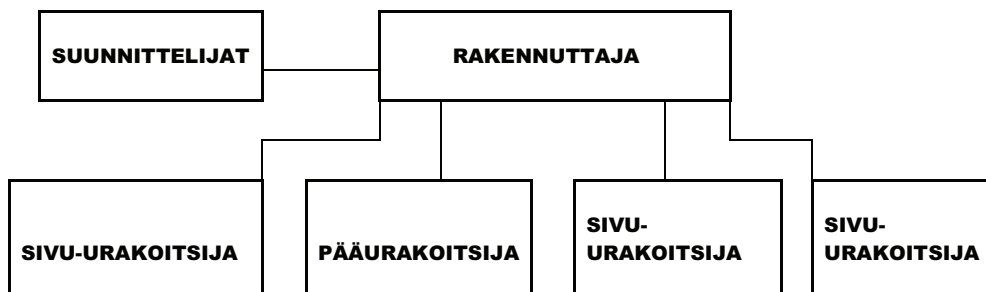 SUUNNITTELIJAT
RAKENNUTTAJA
SIVU-URAKOITSIJA
PÄÄURAKOITSIJA
SIVU-
URAKOITSIJA
SIVU-
URAKOITSIJA